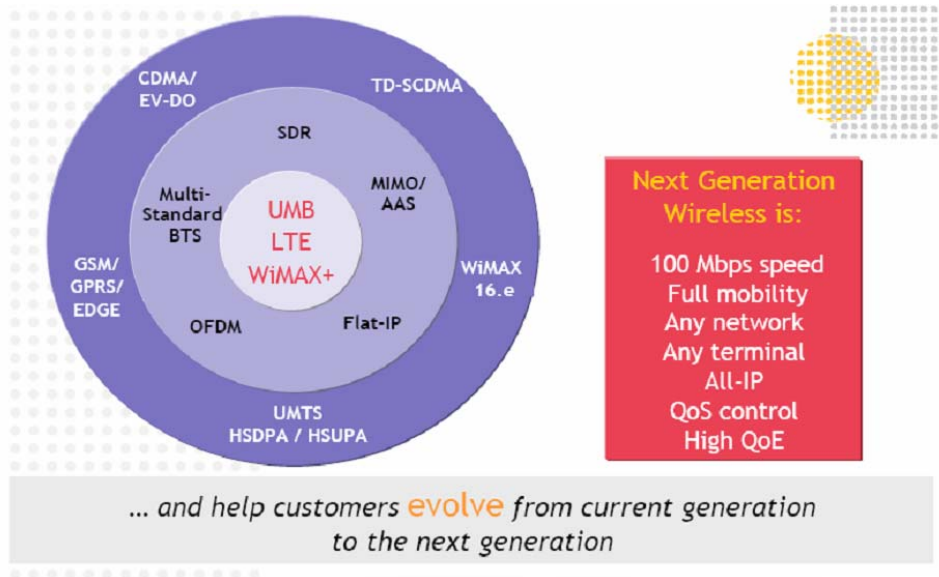 CDMA/
EV-DO
TD-SCDMA
SDR
Multi-
Standard
BTS
MIMO/
AAS
UMB
LTE
WiMAX+
GSM/
GPRS/
EDGE
WiMAX
16.e
OFDM
Flat-IP
UMTS
HSDPA / HSUPA
Next Generation
Wireless is:
100 Mbps speed
Full mobility
Any network
Any terminal
All-IP
QoS control
High QoE
... and help customers evolve from current generation
to the next generation